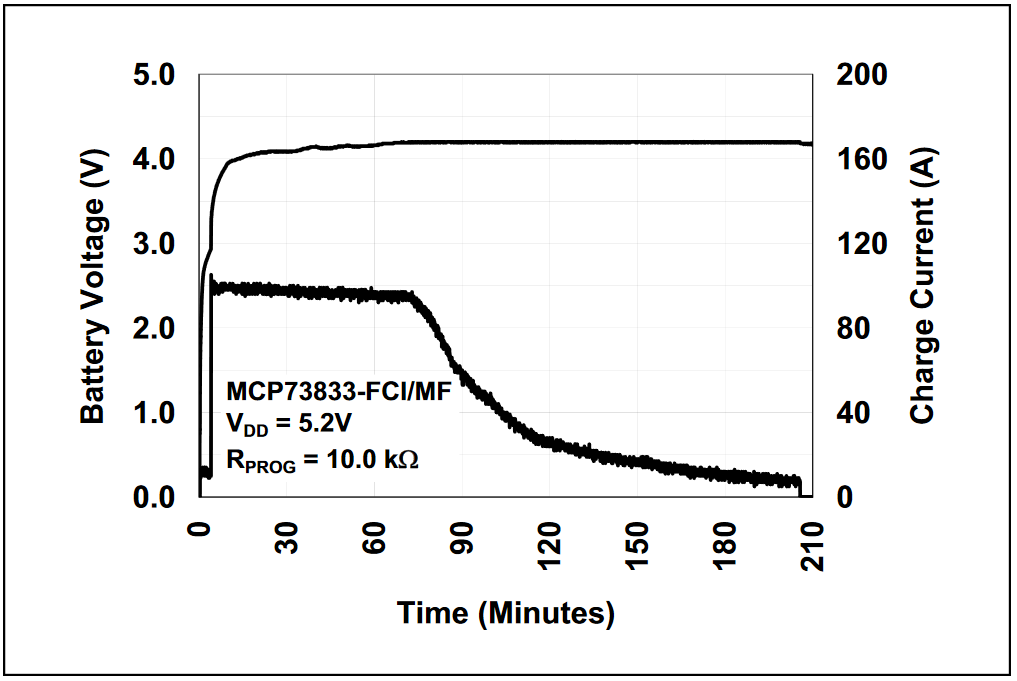 5.0
4.0
3.0
2.0
1.0
0.0
Battery Voltage (V)
200
160
120
80
40
0
Charge Current (A)
MCP73833-FCI/MF
VDD = 5.2V
RPROG = 10.0 kΩ
0 30 60 90 120 150 180 210
Time (Minutes)